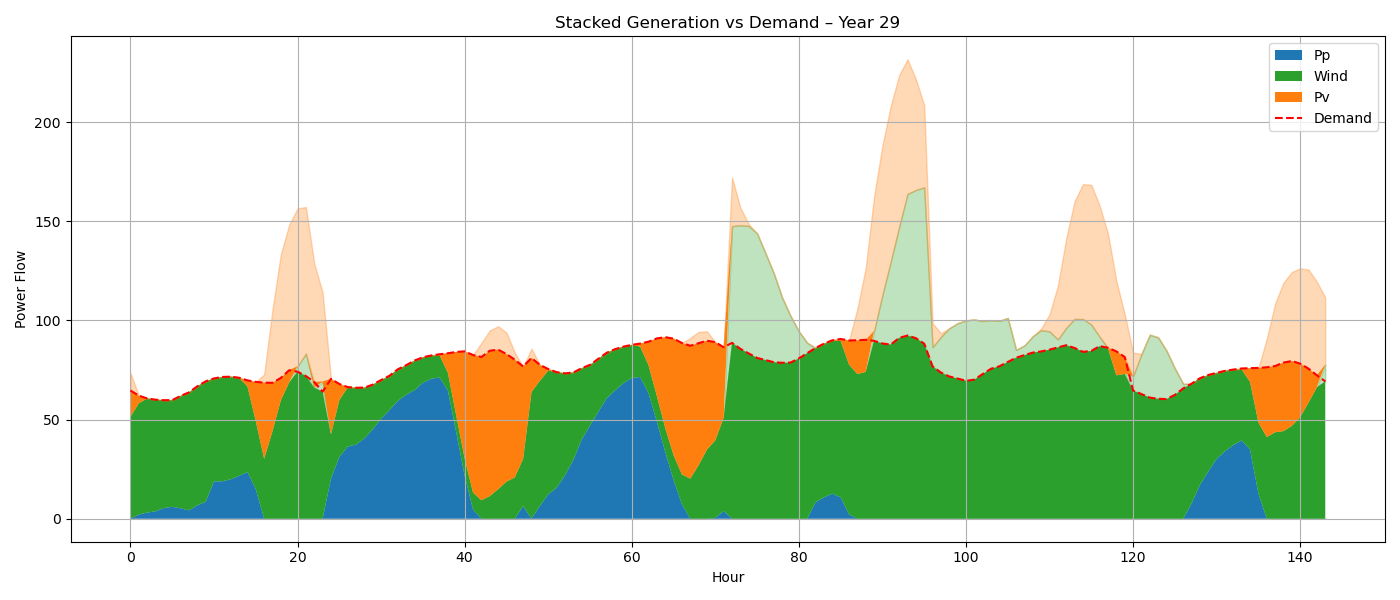 Stacked Generation vs Demand – Year 29
Pp
Wind
Pv
Demand
Power Flow
200
150
100
50
0
0 20 40 60 80 100 120 140
Hour